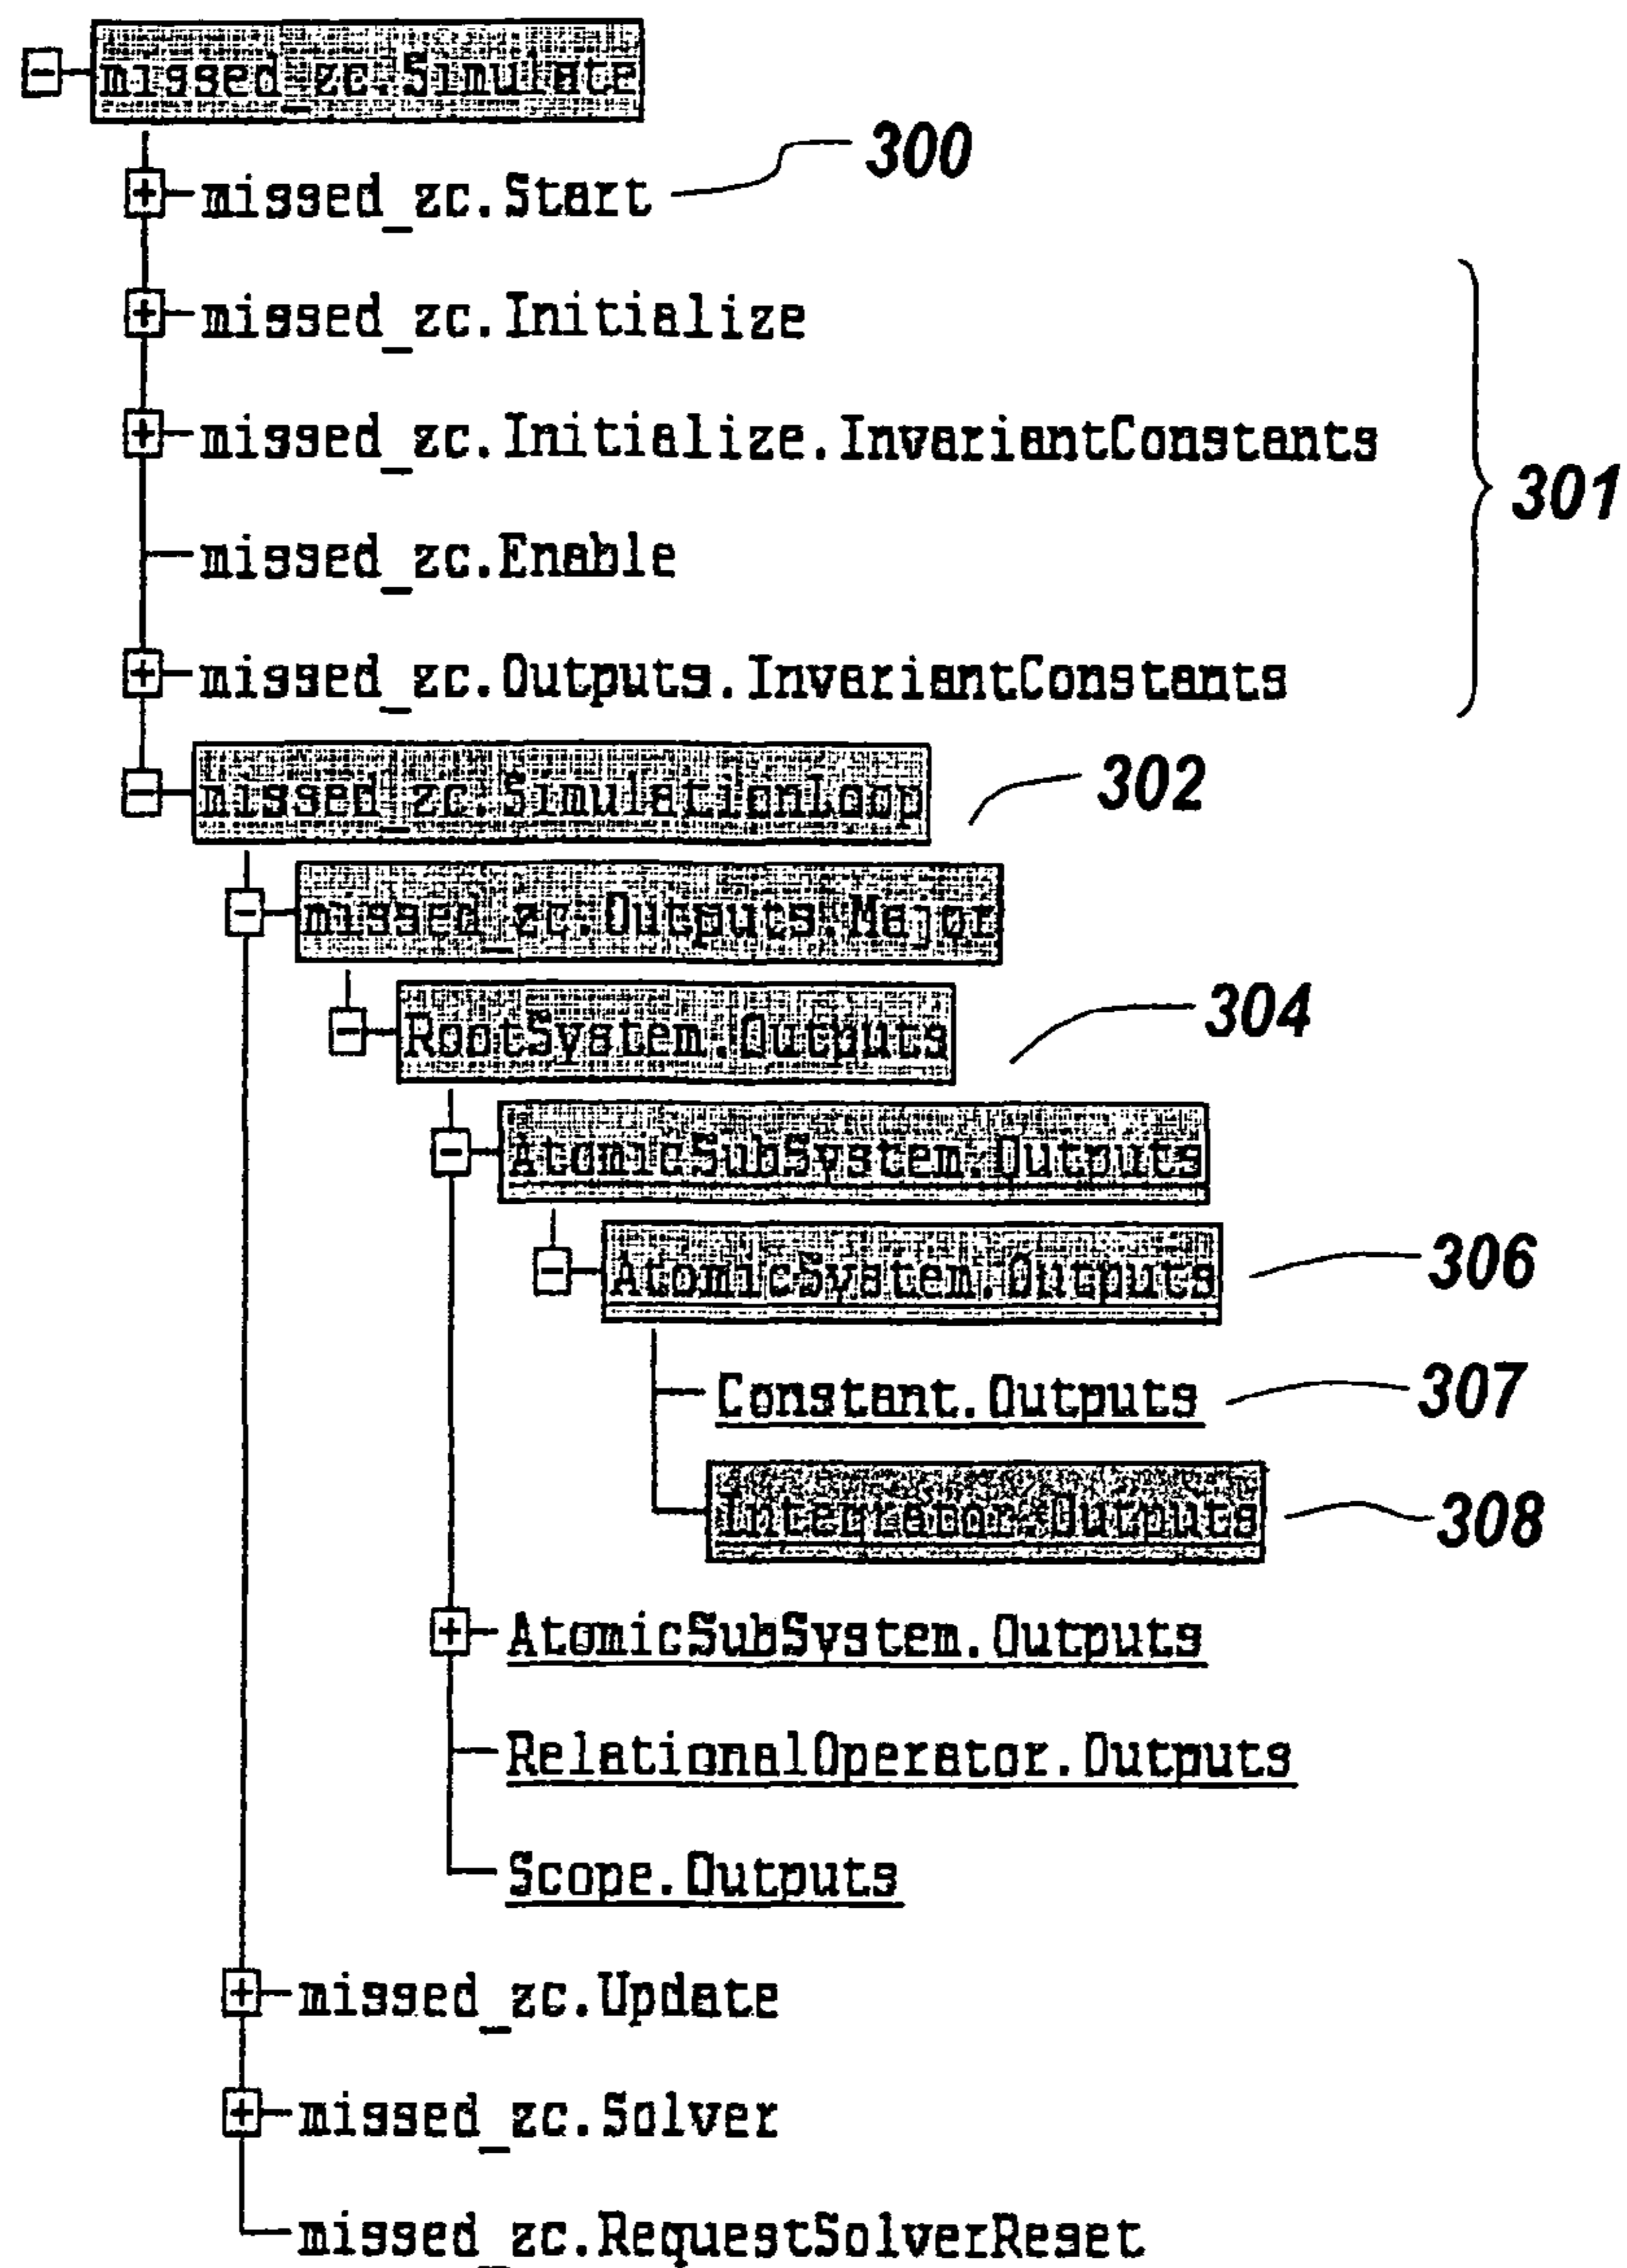 missed_zc.Simulate
missed_zc.Start 300
missed_zc.Initialize
missed_zc.Initialize.InvariantConstants
301
missed_zc.Enable
missed_zc.Outputs.InvariantConstants
missed_zc.SimulationLoop 302
missed_zc.Outputs.Major
RootSystem.Outputs 304
AtomicSubSystem.Outputs
AtomicSystem.Outputs 306
Constant.Outputs 307
Integrator.Outputs 308
AtomicSubSystem.Outputs
RelationalOperator.Outputs
Scope.Outputs
missed_zc.Update
missed_zc.Solver
missed_zc.RequestSolverReset